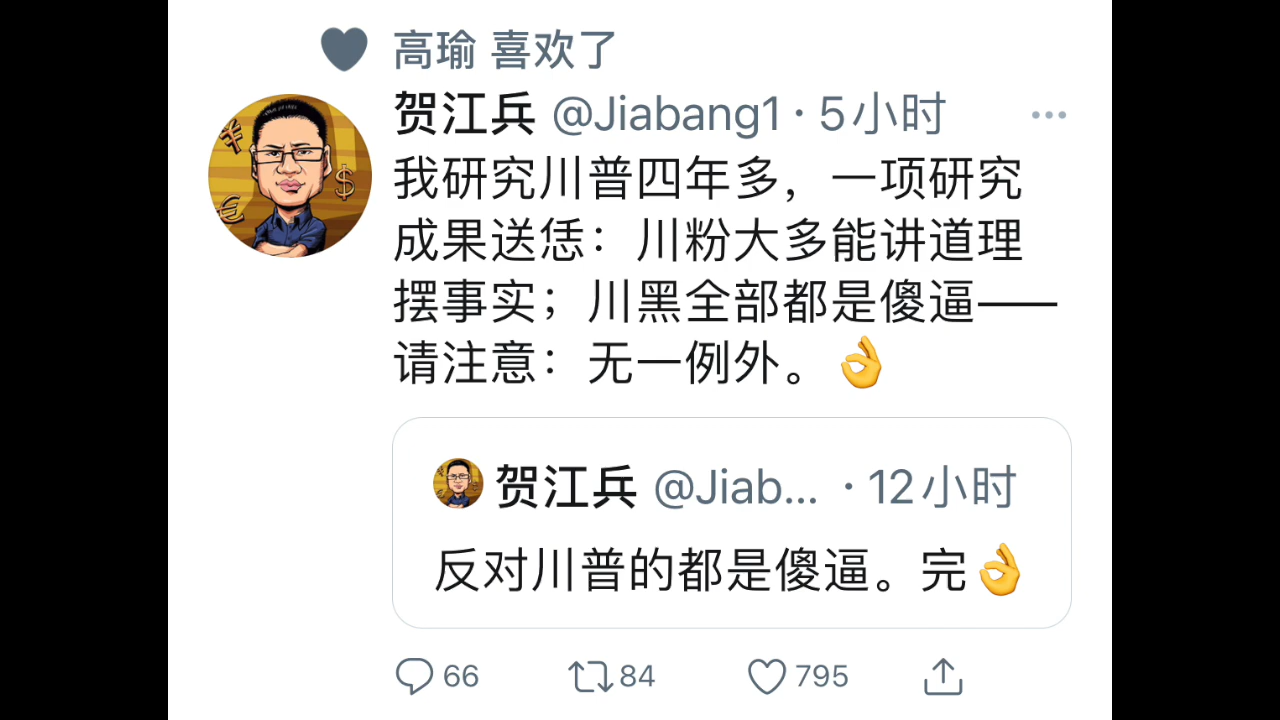 高瑜 喜欢了
贺江兵 @Jiabang1 · 5小时
我研究川普四年多，一项研究
成果送恁：川粉大多能讲道理
摆事实；川黑全部都是傻逼——
请注意：无一例外。👌
贺江兵 @Jiab... · 12小时
反对川普的都是傻逼。完👌
66 84 795